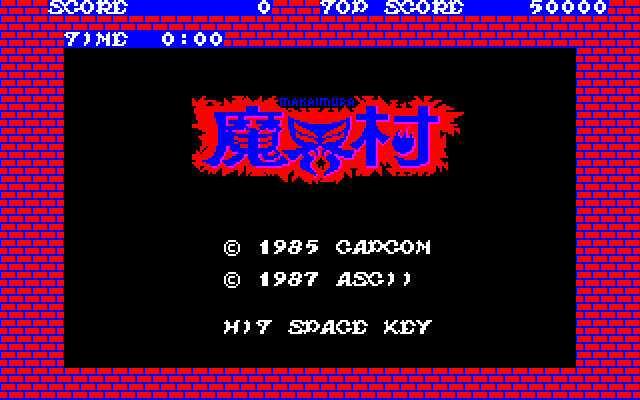 SCORE 0 TOP SCORE 50000
TIME 0:00
MAKAIMURA
魔界村
© 1985 CAPCOM
© 1987 ASCII
HIT SPACE KEY